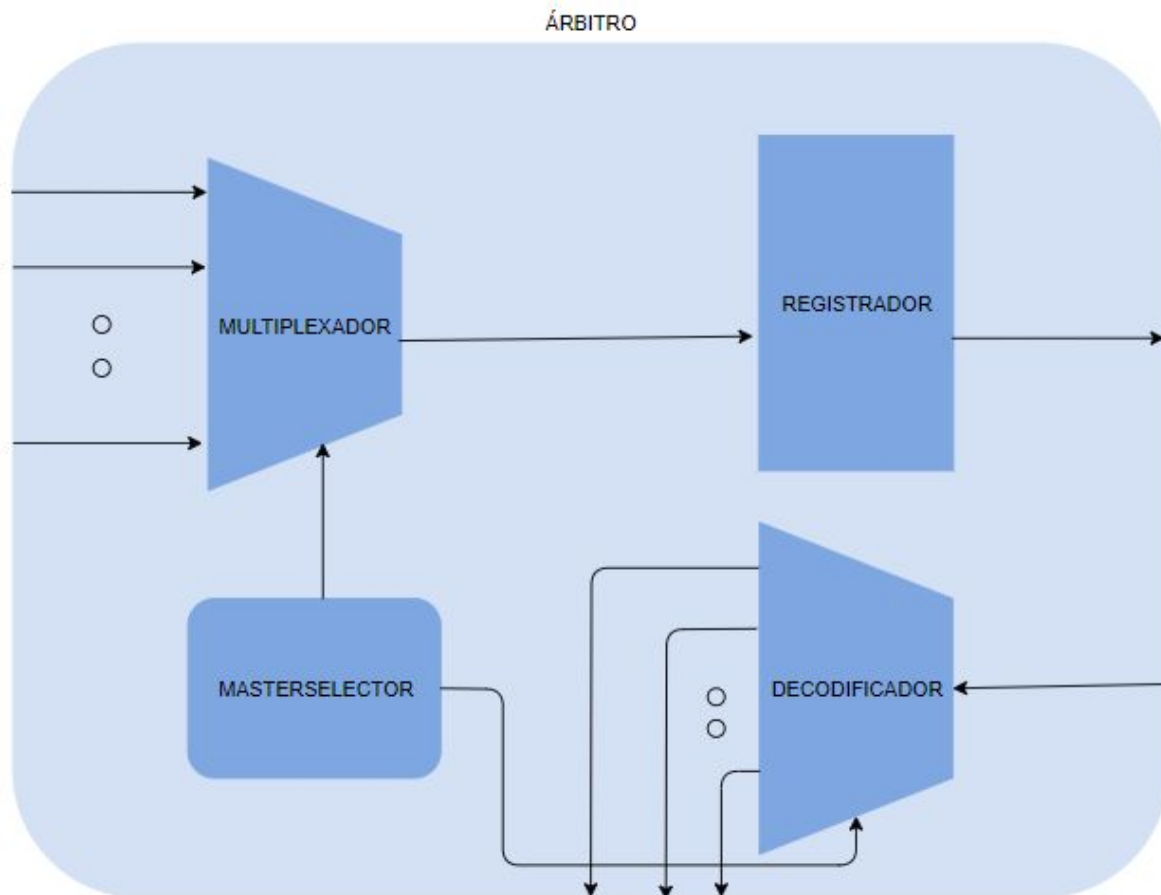 ÁRBITRO
REGISTRADOR
MULTIPLEXADOR
MASTERSELECTOR
DECODIFICADOR